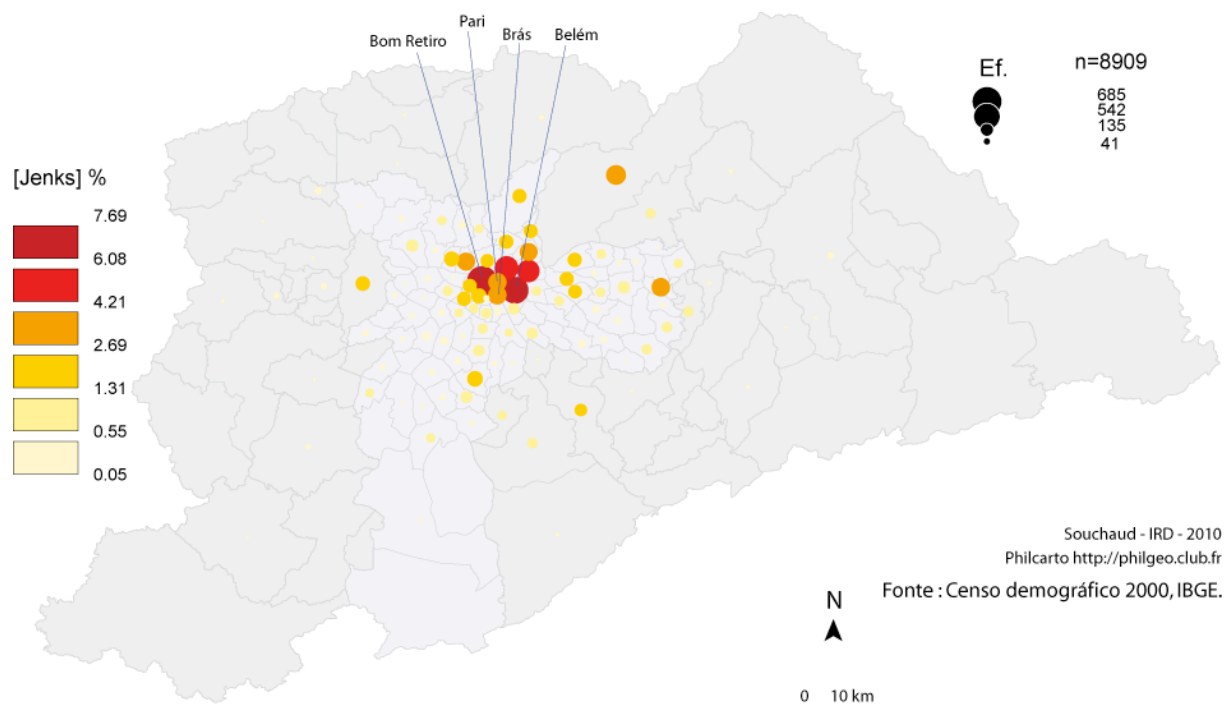 Pari
Bom Retiro
Brás
Belém
Ef.
n=8909
685
542
135
41
[Jenks] %
7.69
6.08
4.21
2.69
1.31
0.55
0.05
Souchaud - IRD - 2010
Philcarto http://philgeo.club.fr
Fonte : Censo demográfico 2000, IBGE.
N
0 10 km